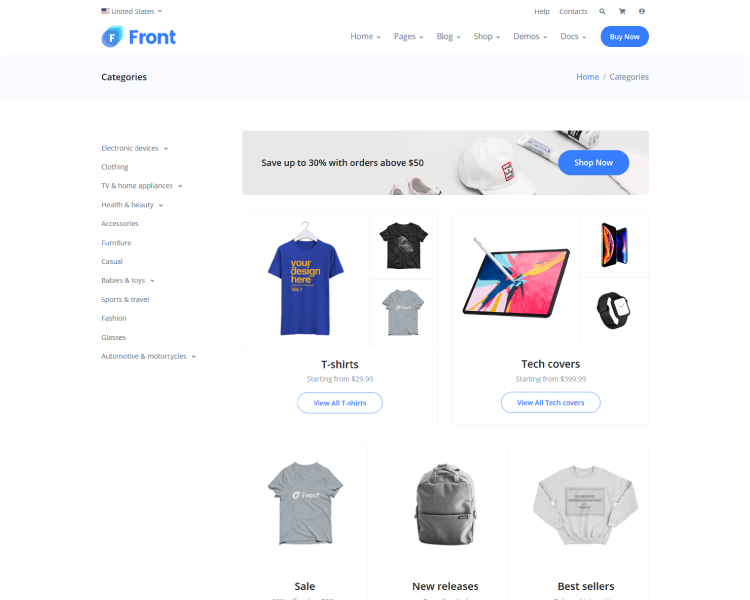 United States
Help Contacts
Front
Home Pages Blog Shop Demos Docs Buy Now
Categories
Home / Categories
Electronic devices
Clothing
TV & home appliances
Health & beauty
Accessories
Furniture
Casual
Babies & toys
Sports & travel
Fashion
Glasses
Automotive & motorcycles
Save up to 30% with orders above $50
Shop Now
your
design
here
Vol.1
T-shirts
Starting from $29.99
View All T-shirts
Tech covers
Starting from $399.99
View All Tech covers
Front
Sale
New releases
Best sellers